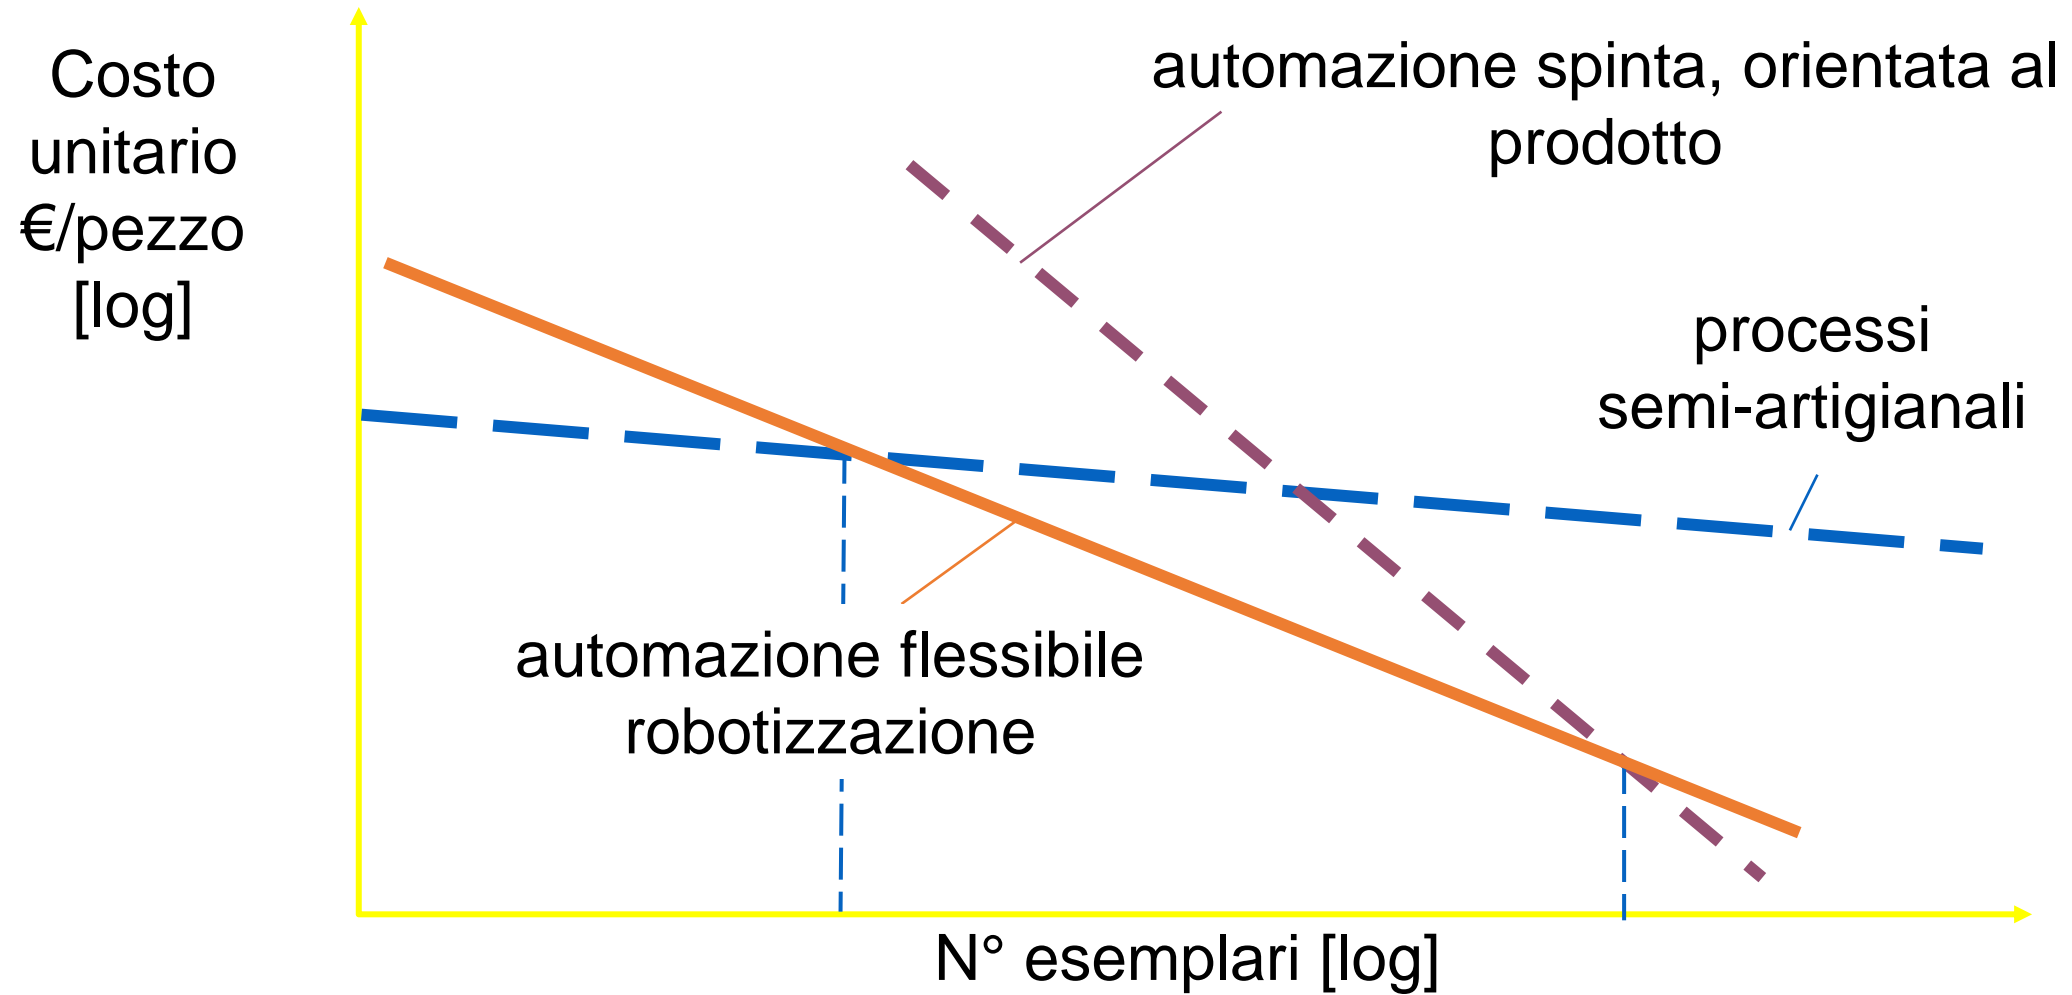 Costo
unitario
€/pezzo
[log]
automazione spinta, orientata al
prodotto
processi
semi-artigianali
automazione flessibile
robotizzazione
N° esemplari [log]